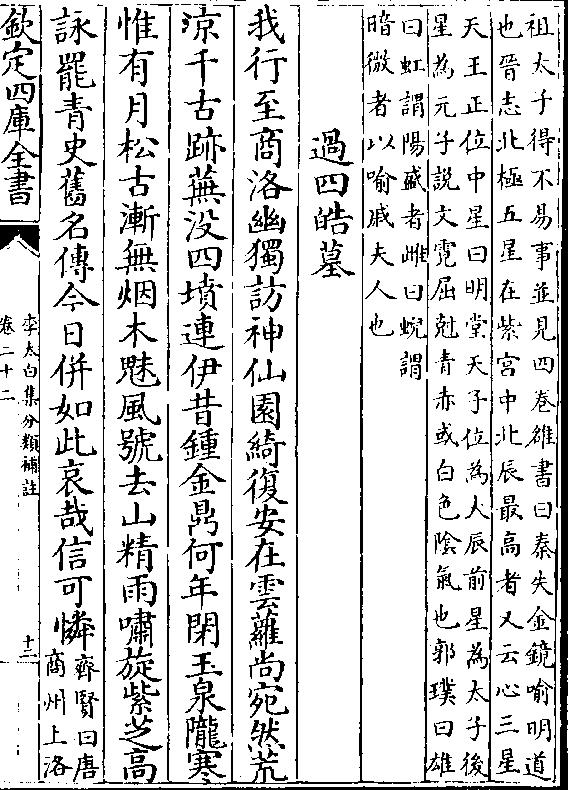 祖太子得不易事並見四卷雒書曰秦失金鏡喻明道
也晉志北極五星在紫宮中北辰最高者又云心三星
天王正位中星曰明堂天子位為大辰前星為太子後
星為元子說文霓屈虬青赤或白色陰氣也郭璞曰雄
曰虹謂陽盛者雌曰蜺謂
暗微者以喻戚夫人也
過四皓墓
我行至商洛幽獨訪神仙園綺復安在雲蘿尚宛然荒
涼千古跡蕪没四墳連伊昔鍾金鼎何年閉玉泉隴寒
惟有月松古漸無烟木魅風號去山精雨嘯旋紫芝高
詠罷青史舊名傳今日併如此哀哉信可憐
齊賢曰唐
商州上洛
欽定四庫全書
李太白集分類補註
卷二十二
十二